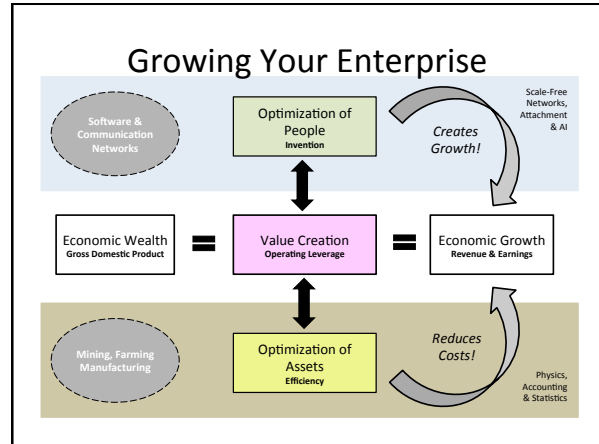 Growing Your Enterprise
Software &
Communication
Networks
Optimization of
People
Invention
Creates
Growth!
Scale-Free
Networks,
Attachment
& AI
Economic Wealth
Gross Domestic Product
=
Value Creation
Operating Leverage
=
Economic Growth
Revenue & Earnings
Mining, Farming
Manufacturing
Optimization of
Assets
Efficiency
Reduces
Costs!
Physics,
Accounting
& Statistics